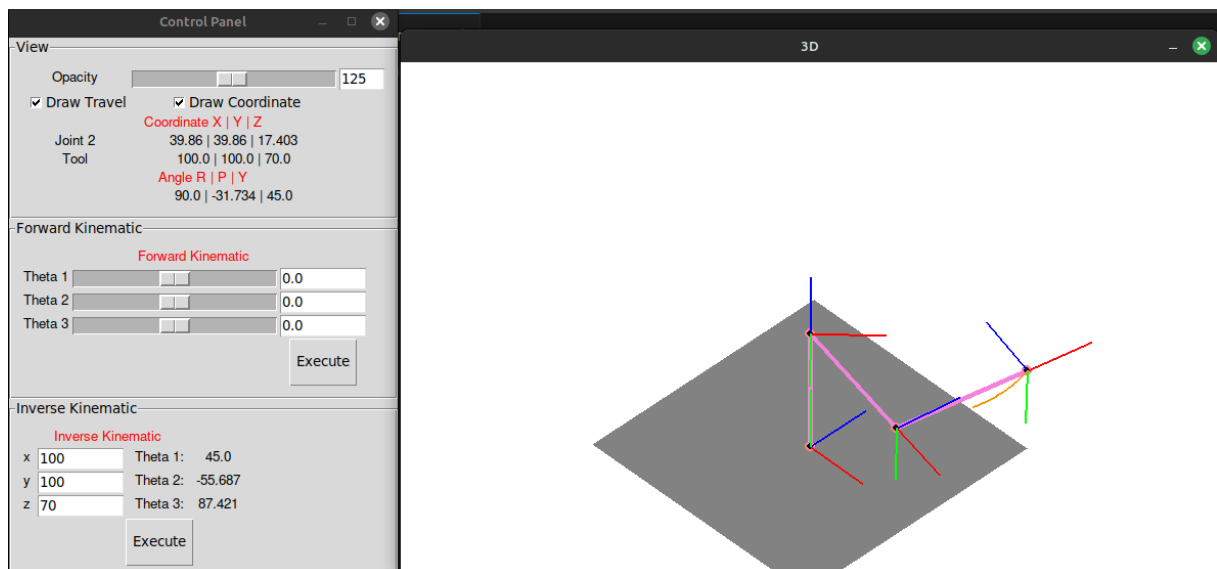 Control Panel
View
Opacity 125
Draw Travel Draw Coordinate
Coordinate X | Y | Z
Joint 2 39.86 | 39.86 | 17.403
Tool 100.0 | 100.0 | 70.0
Angle R | P | Y
90.0 | -31.734 | 45.0
Forward Kinematic
Forward Kinematic
Theta 1 0.0
Theta 2 0.0
Theta 3 0.0
Execute
Inverse Kinematic
Inverse Kinematic
x 100 Theta 1: 45.0
y 100 Theta 2: -55.687
z 70 Theta 3: 87.421
Execute
3D